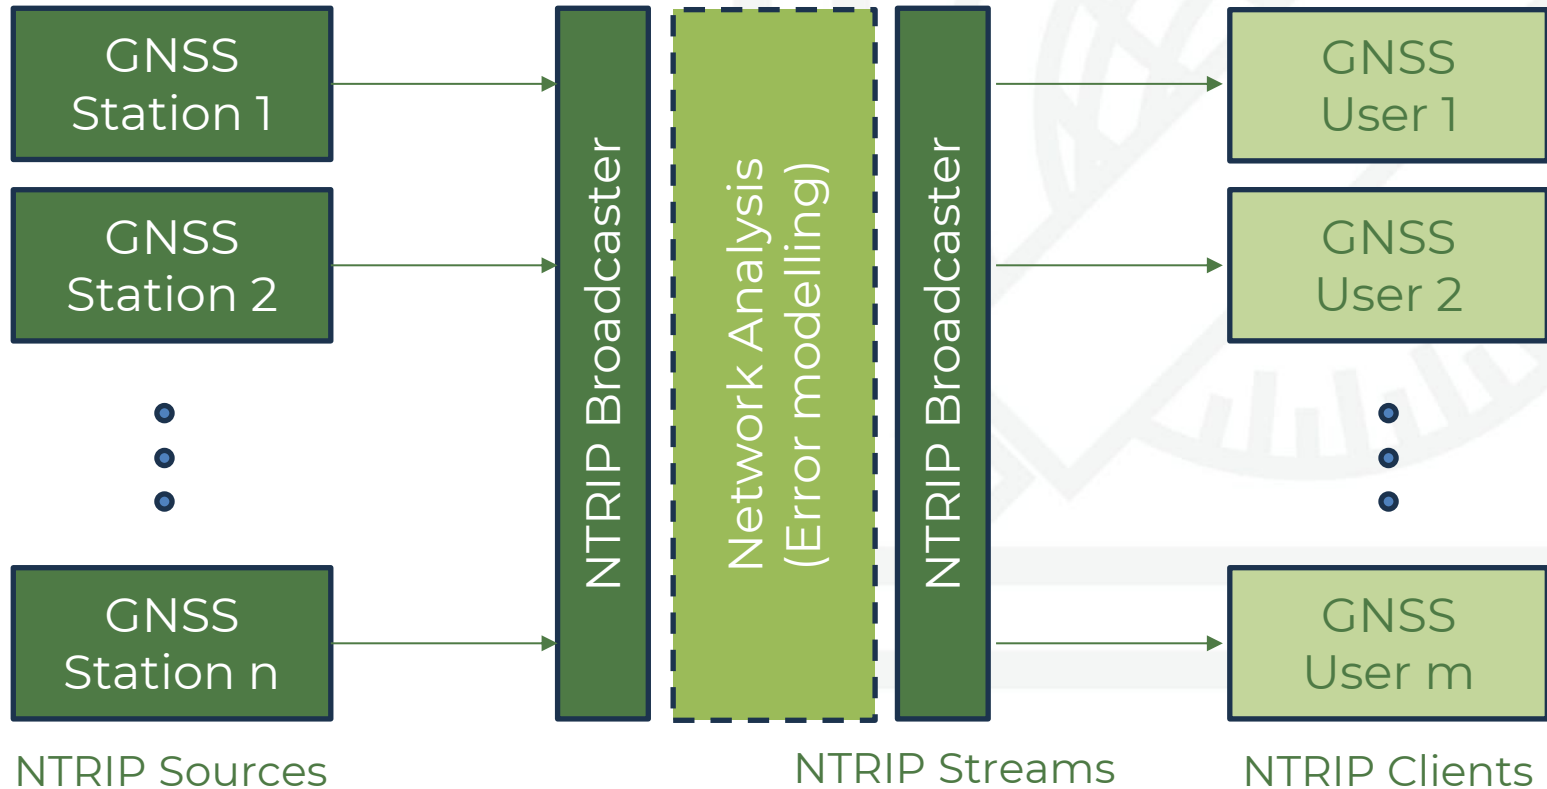 GNSS
Station 1
GNSS
Station 2
GNSS
Station n
NTRIP Sources
NTRIP Broadcaster
Network Analysis
(Error modelling)
NTRIP Broadcaster
NTRIP Streams
GNSS
User 1
GNSS
User 2
GNSS
User m
NTRIP Clients